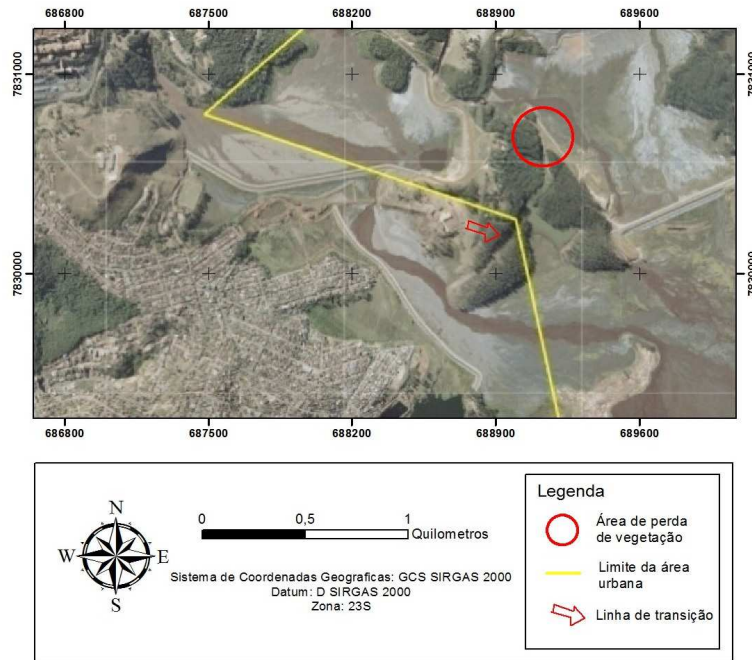 686800 687500 688200 688900 689600
7831000 7831000
7830000 7830000
686800 687500 688200 688900 689600
N
W E
S
0 0,5 1
Quilometros
Sistema de Coordenadas Geograficas: GCS SIRGAS 2000
Datum: D SIRGAS 2000
Zona: 23S
Legenda
Área de perda
de vegetação
Limite da área
urbana
Linha de transição